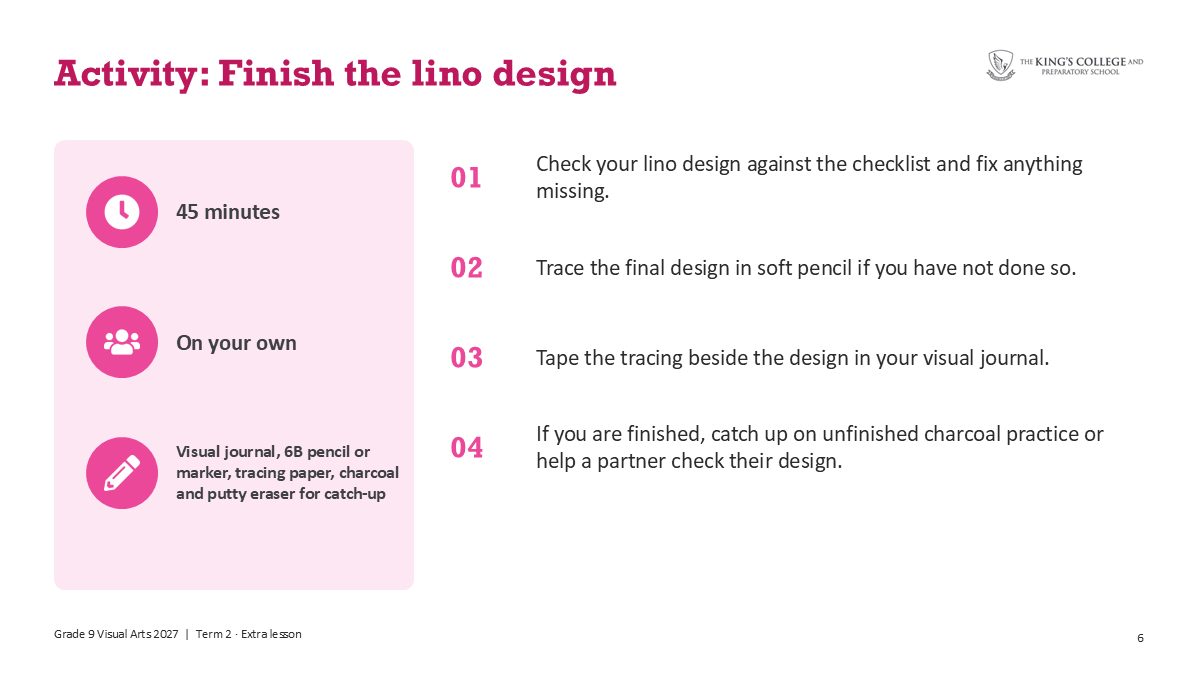 Activity: Finish the lino design
THE KING'S COLLEGE AND
PREPARATORY SCHOOL
45 minutes
On your own
Visual journal, 6B pencil or
marker, tracing paper, charcoal
and putty eraser for catch-up
01
Check your lino design against the checklist and fix anything
missing.
02
Trace the final design in soft pencil if you have not done so.
03
Tape the tracing beside the design in your visual journal.
04
If you are finished, catch up on unfinished charcoal practice or
help a partner check their design.
Grade 9 Visual Arts 2027 | Term 2 · Extra lesson
6